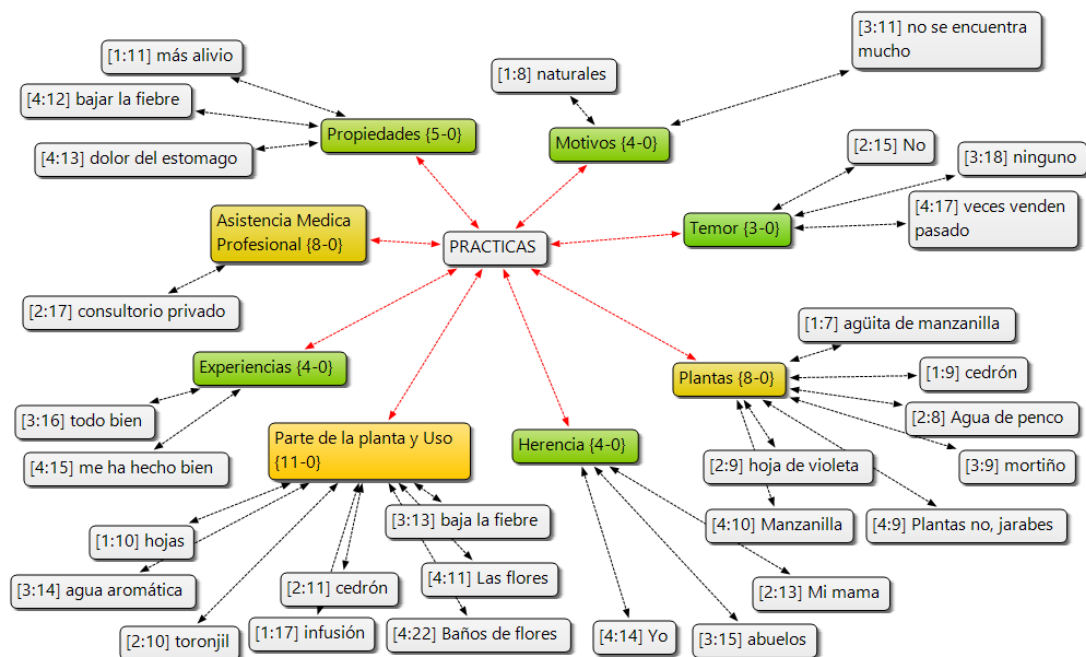 [3:11] no se encuentra
mucho
[1:11] más alivio
[1:8] naturales
[4:12] bajar la fiebre
Propiedades {5-0}
Motivos {4-0}
[4:13] dolor del estomago
[2:15] No
[3:18] ninguno
Asistencia Medica
Profesional {8-0}
PRACTICAS
Temor {3-0}
[4:17] veces venden
pasado
[2:17] consultorio privado
[1:7] agüita de manzanilla
Experiencias {4-0}
Plantas {8-0}
[1:9] cedrón
[3:16] todo bien
[2:8] Agua de penco
Parte de la planta y Uso
{11-0}
Herencia {4-0}
[4:15] me ha hecho bien
[2:9] hoja de violeta
[3:9] mortiño
[3:13] baja la fiebre
[4:10] Manzanilla
[4:9] Plantas no, jarabes
[1:10] hojas
[3:14] agua aromática
[2:11] cedrón
[4:11] Las flores
[2:13] Mi mama
[2:10] toronjil
[1:17] infusión
[4:22] Baños de flores
[4:14] Yo
[3:15] abuelos